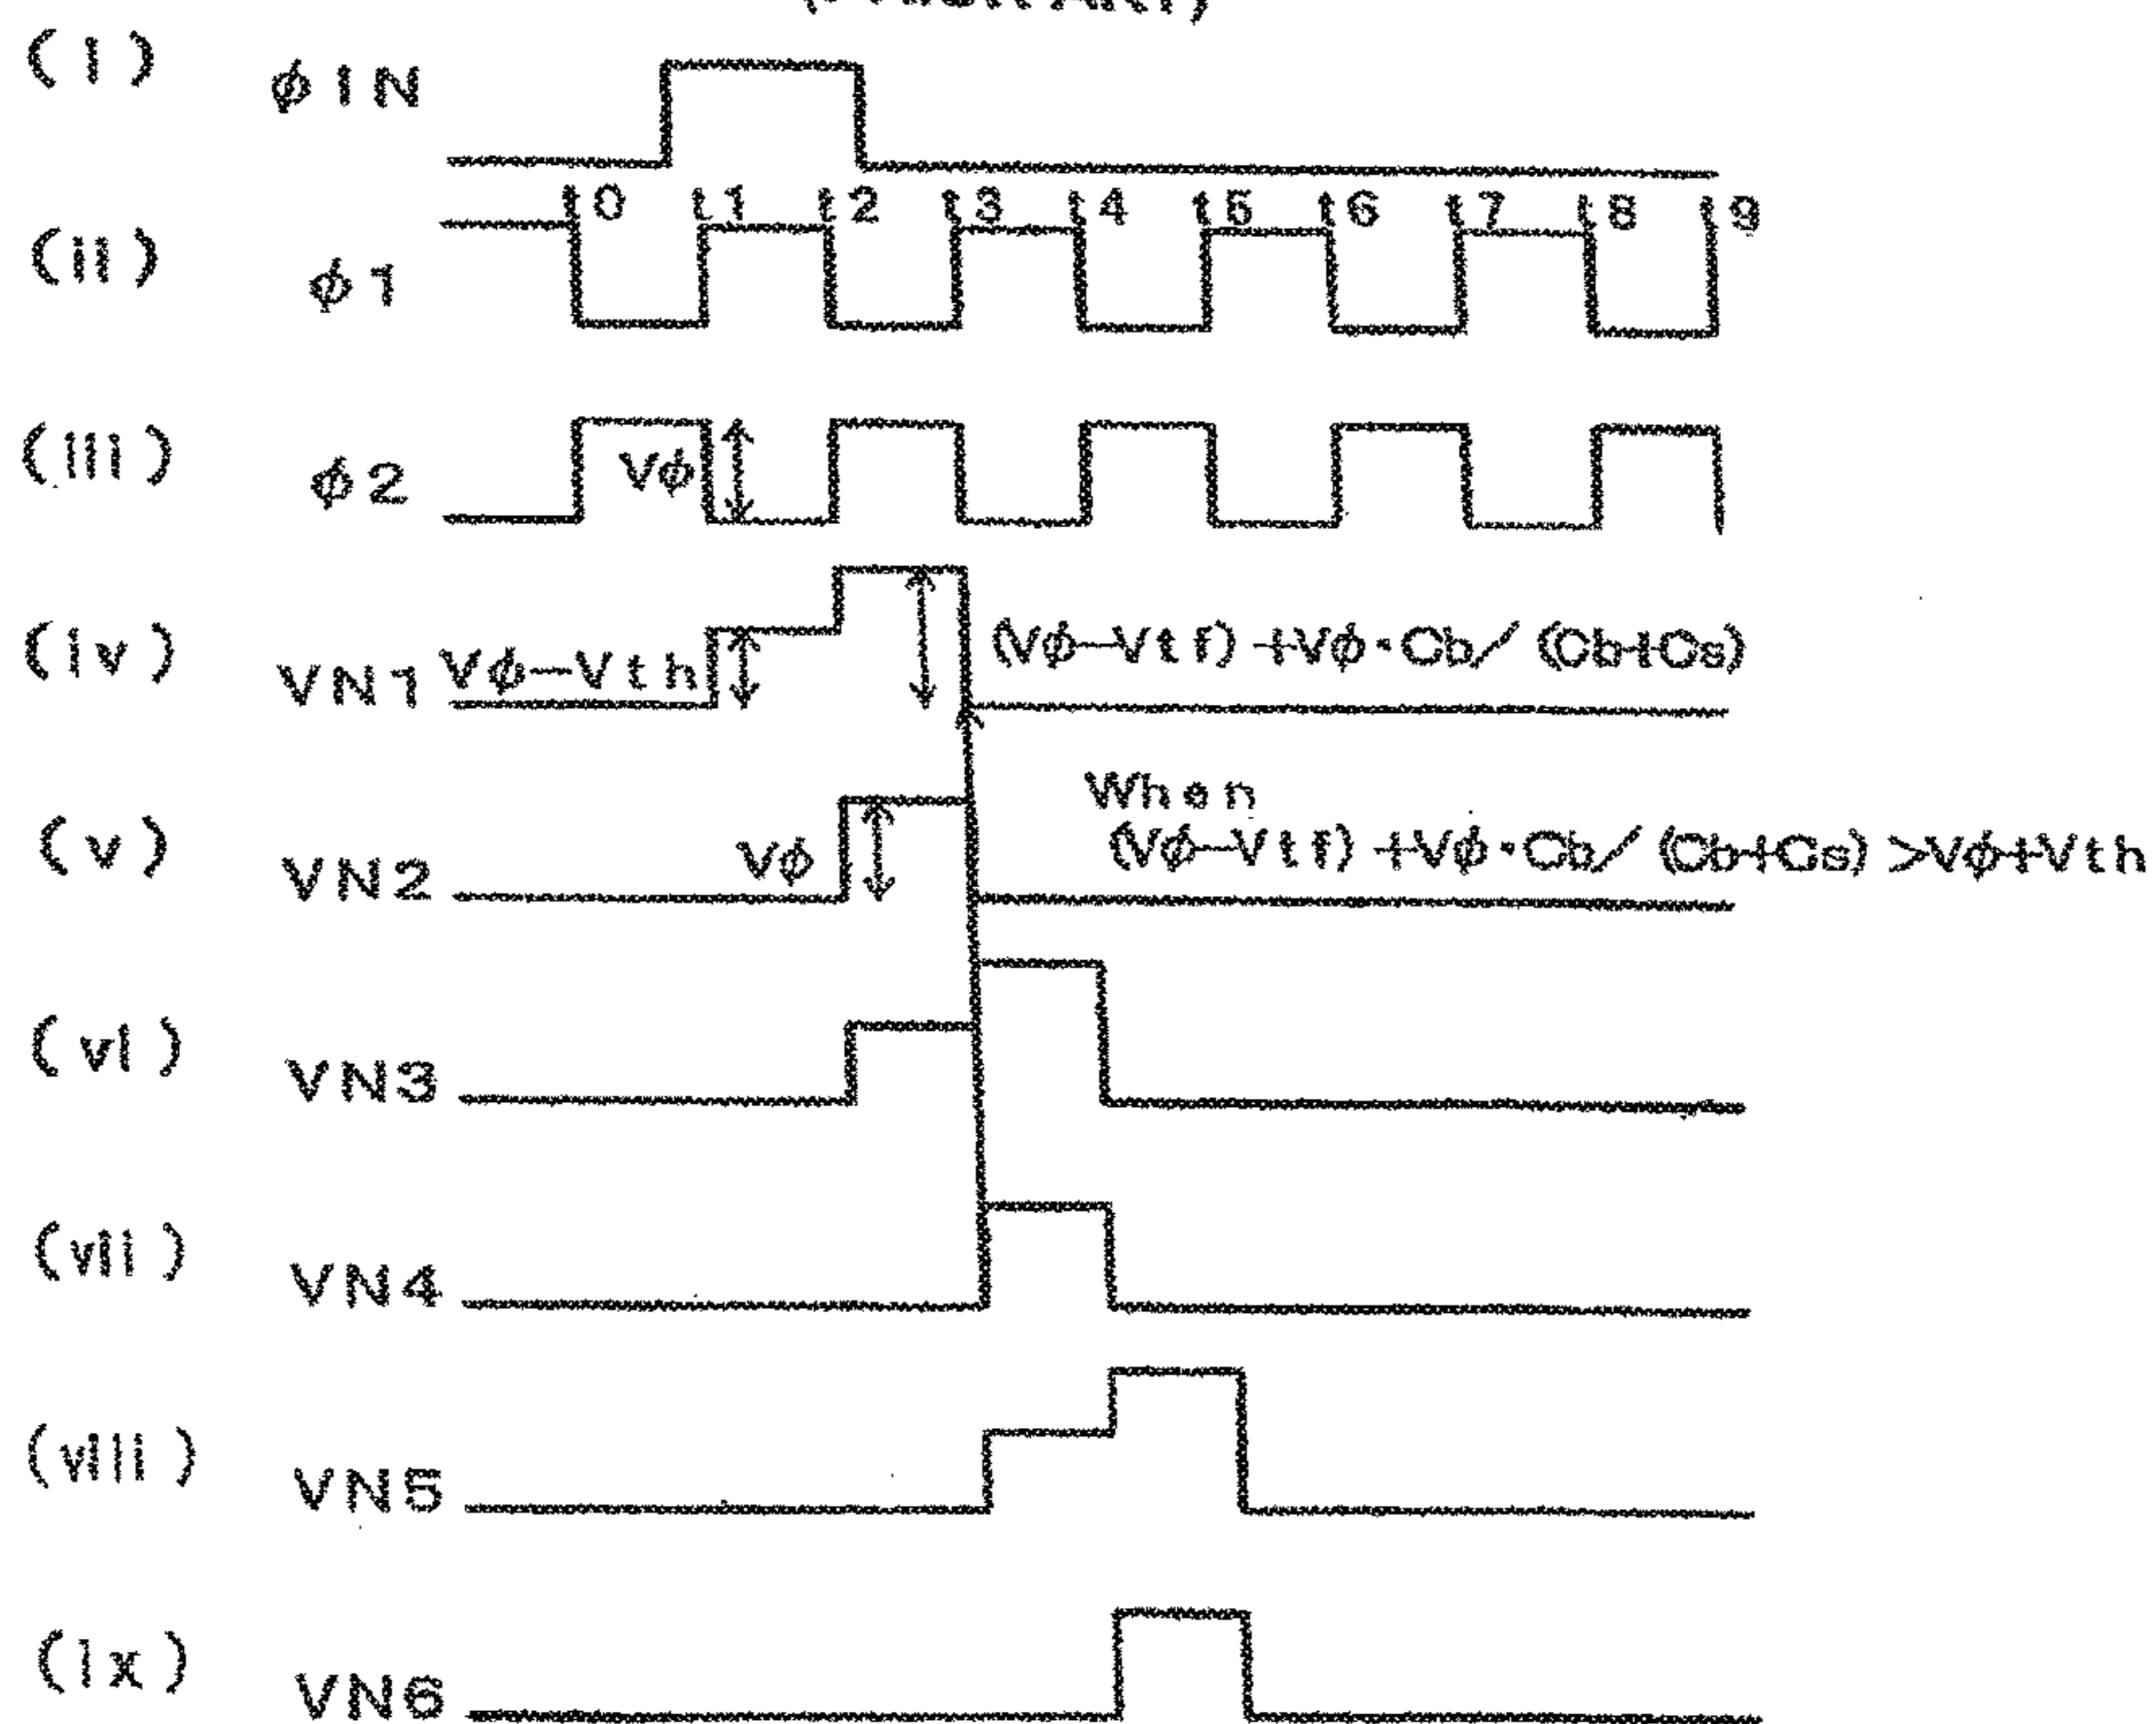 (i) φIN
t0 t1 t2 t3 t4 t5 t6 t7 t8 t9
(ii) φ1
(iii) φ2 Vφ
(iv) VN1 Vφ−Vth (Vφ−Vtf)+Vφ・Cb/(Cb+Cs)
When
(v) VN2 Vφ (Vφ−Vtf)+Vφ・Cb/(Cb+Cs)>Vφ+Vth
(vi) VN3
(vii) VN4
(viii) VN5
(ix) VN6